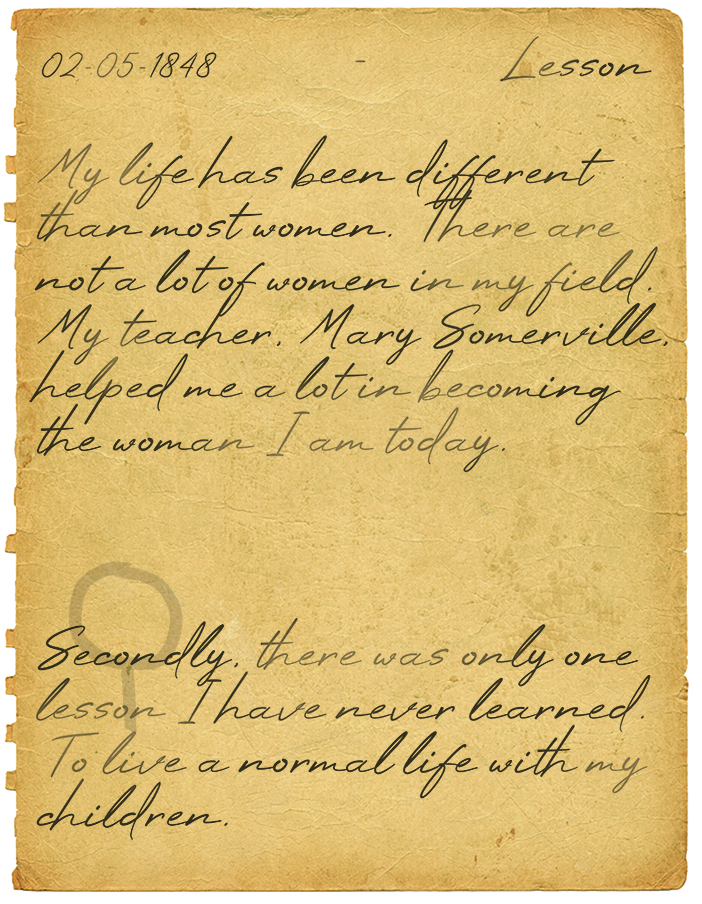 02-05-1848 - Lesson
My life has been different
than most women. There are
not a lot of women in my field.
My teacher, Mary Somerville,
helped me a lot in becoming
the woman I am today.
Secondly, there was only one
lesson I have never learned.
To live a normal life with my
children.